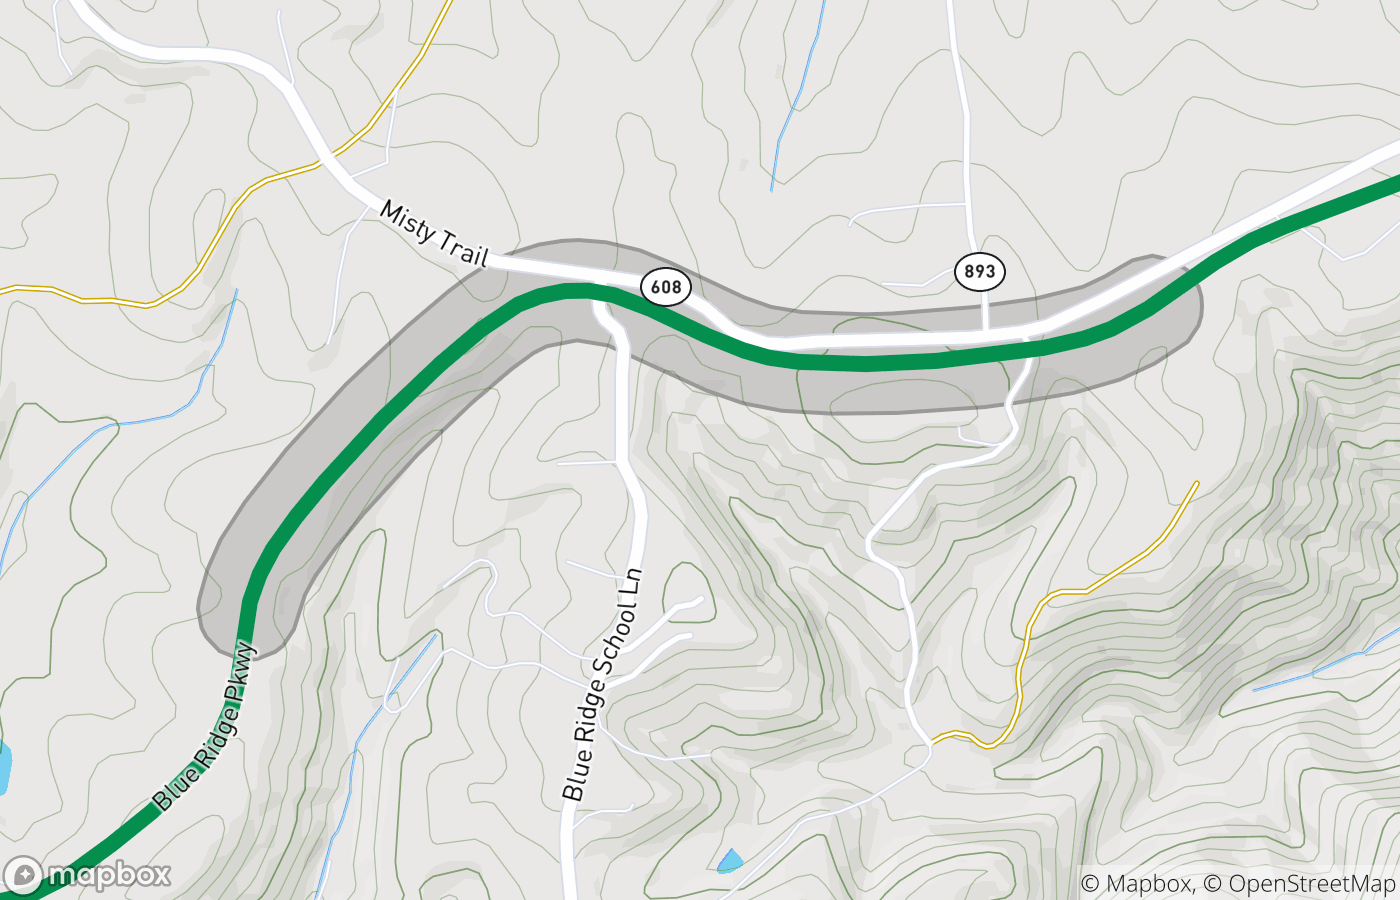 Misty Trail
608
893
Blue Ridge School Ln
Blue Ridge Pkwy
mapbox
© Mapbox, © OpenStreetMap